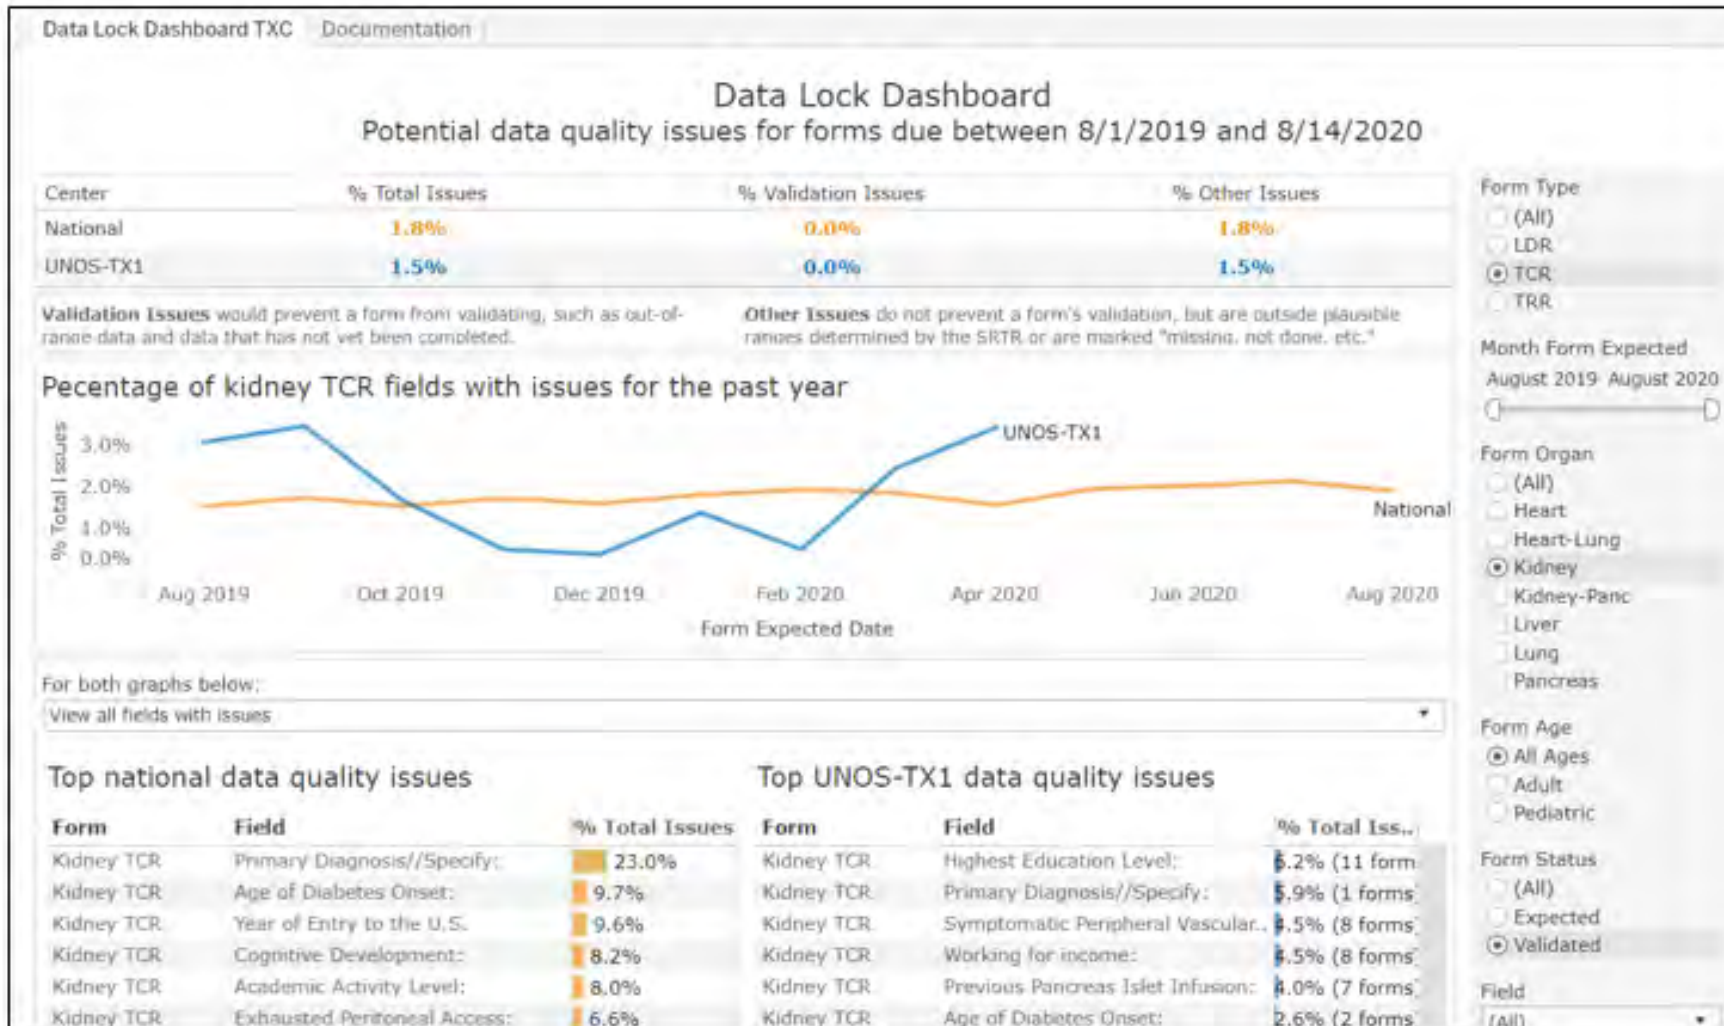 Data Lock Dashboard TXC Documentation
Data Lock Dashboard
Potential data quality issues for forms due between 8/1/2019 and 8/14/2020
Center % Total Issues % Validation Issues % Other Issues
National 1.8% 0.0% 1.8%
UNOS-TX1 1.5% 0.0% 1.5%
Validation Issues would prevent a form from validating, such as out-of-
range data and data that has not yet been completed.
Other Issues do not prevent a form's validation, but are outside plausible
ranges determined by the SRTR or are marked "missing, not done, etc."
Pecentage of kidney TCR fields with issues for the past year
% Total Issues
3.0%
2.0%
1.0%
0.0%
UNOS-TX1
National
Aug 2019 Oct 2019 Dec 2019 Feb 2020 Apr 2020 Jun 2020 Aug 2020
Form Expected Date
For both graphs below:
View all fields with issues
Top national data quality issues
Form Field % Total Issues
Kidney TCR Primary Diagnosis//Specify: 23.0%
Kidney TCR Age of Diabetes Onset: 9.7%
Kidney TCR Year of Entry to the U.S. 9.6%
Kidney TCR Cognitive Development: 8.2%
Kidney TCR Academic Activity Level: 8.0%
Kidney TCR Exhausted Peritoneal Access: 6.6%
Top UNOS-TX1 data quality issues
Form Field % Total Iss..
Kidney TCR Highest Education Level: 6.2% (11 form
Kidney TCR Primary Diagnosis//Specify: 5.9% (1 forms)
Kidney TCR Symptomatic Peripheral Vascular.. 4.5% (8 forms)
Kidney TCR Working for income: 4.5% (8 forms)
Kidney TCR Previous Pancreas Islet Infusion: 4.0% (7 forms)
Kidney TCR Age of Diabetes Onset: 2.6% (2 forms)
Form Type
(All)
LDR
TCR
TRR
Month Form Expected
August 2019 August 2020
Form Organ
(All)
Heart
Heart-Lung
Kidney
Kidney-Panc
Liver
Lung
Pancreas
Form Age
All Ages
Adult
Pediatric
Form Status
(All)
Expected
Validated
Field
(All)